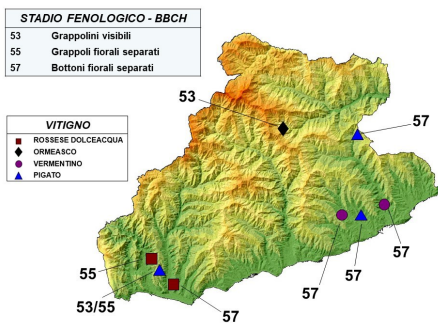 STADIO FENOLOGICO - BBCH
53 Grappolini visibili
55 Grappoli fiorali separati
57 Bottoni fiorali separati
VITIGNO
ROSSESE DOLCEACQUA
ORMEASCO
VERMENTINO
PIGATO
53
57
57
57
57
55
53/55
57